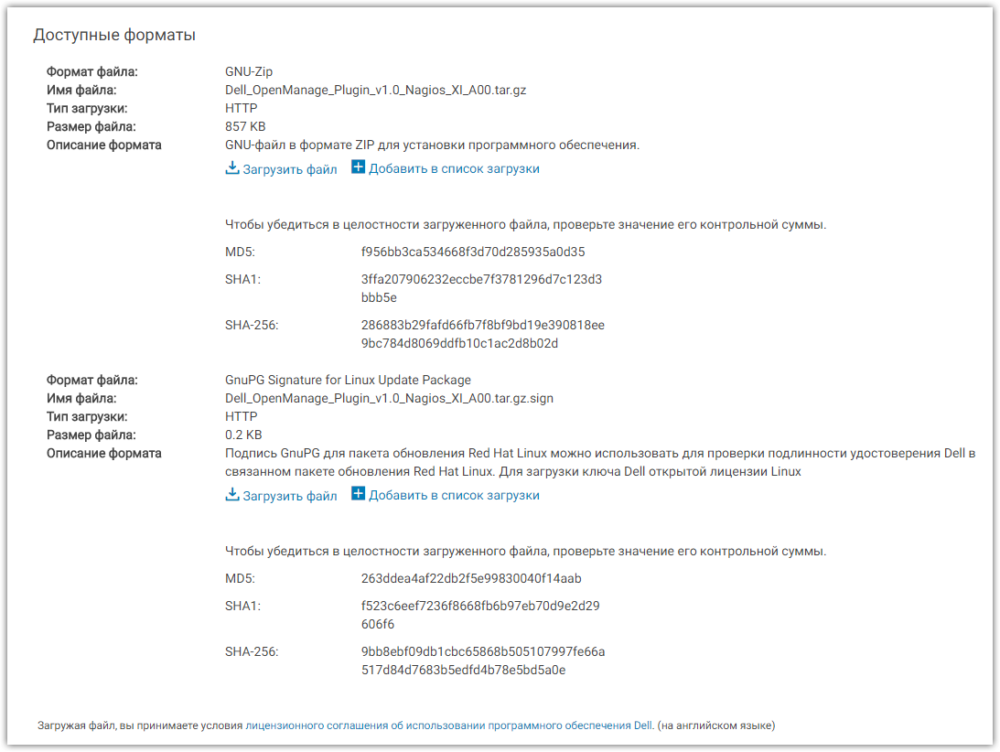 Доступные форматы
Формат файла: GNU-Zip
Имя файла: Dell_OpenManage_Plugin_v1.0_Nagios_XI_A00.tar.gz
Тип загрузки: HTTP
Размер файла: 857 KB
Описание формата GNU-файл в формате ZIP для установки программного обеспечения.
Загрузить файл Добавить в список загрузки
Чтобы убедиться в целостности загруженного файла, проверьте значение его контрольной суммы.
MD5: f956bb3ca534668f3d70d285935a0d35
SHA1: 3ffa207906232eccbe7f3781296d7c123d3
bbb5e
SHA-256: 286883b29fafd66fb7f8bf9bd19e390818ee
9bc784d8069ddfb10c1ac2d8b02d
Формат файла: GnuPG Signature for Linux Update Package
Имя файла: Dell_OpenManage_Plugin_v1.0_Nagios_XI_A00.tar.gz.sign
Тип загрузки: HTTP
Размер файла: 0.2 KB
Описание формата Подпись GnuPG для пакета обновления Red Hat Linux можно использовать для проверки подлинности удостоверения Dell в
связанном пакете обновления Red Hat Linux. Для загрузки ключа Dell открытой лицензии Linux
Загрузить файл Добавить в список загрузки
Чтобы убедиться в целостности загруженного файла, проверьте значение его контрольной суммы.
MD5: 263ddea4af22db2f5e99830040f14aab
SHA1: f523c6eef7236f8668fb6b97eb70d9e2d29
606f6
SHA-256: 9bb8ebf09db1cbc65868b505107997fe66a
517d84d7683b5edfd4b78e5bd5a0e
Загружая файл, вы принимаете условия лицензионного соглашения об использовании программного обеспечения Dell. (на английском языке)